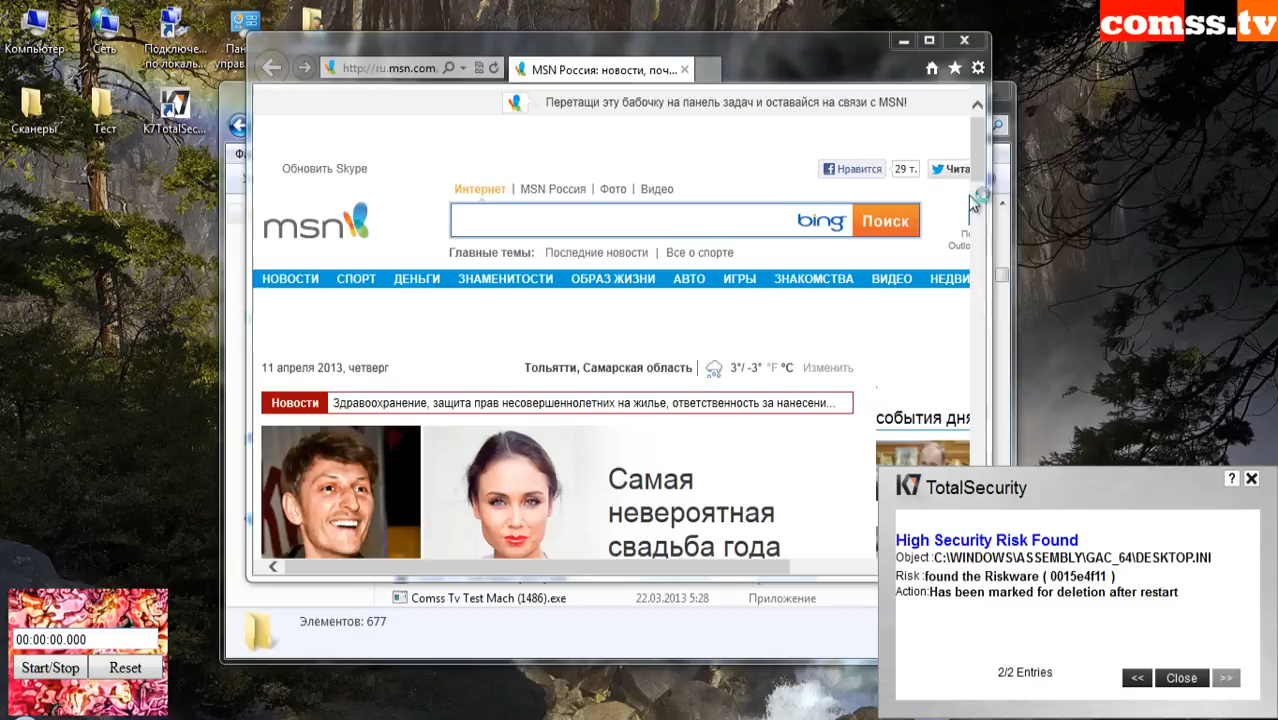 comss.tv
Компьютер
Сеть
Подключе...
по локаль...
Пан
управ
Сканеры
Тест
K7TotalSec...
http://ru.msn.com
MSN Россия: новости, поч...
Перетащи эту бабочку на панель задач и оставайся на связи с MSN!
Обновить Skype
Нравится
29 т.
Чита
Интернет | MSN Россия | Фото | Видео
msn
bing
Поиск
Outlo
Главные темы: Последние новости | Все о спорте
НОВОСТИ СПОРТ ДЕНЬГИ ЗНАМЕНИТОСТИ ОБРАЗ ЖИЗНИ АВТО ИГРЫ ЗНАКОМСТВА ВИДЕО НЕДВИ
11 апреля 2013, четверг
Тольятти, Самарская область | 3°/ -3° °F °C Изменить
Новости Здравоохранение, защита прав несовершеннолетних на жилье, ответственность за нанесени...
события дня
Самая
невероятная
свадьба года
K7 TotalSecurity
?
High Security Risk Found
Object :C:\WINDOWS\ASSEMBLY\GAC_64\DESKTOP.INI
Risk :found the Riskware ( 0015e4f11 )
Action:Has been marked for deletion after restart
2/2 Entries
<< Close >>
Comss Tv Test Mach (1486).exe 22.03.2013 5:28 Приложение
Элементов: 677
00:00:00.000
Start/Stop Reset